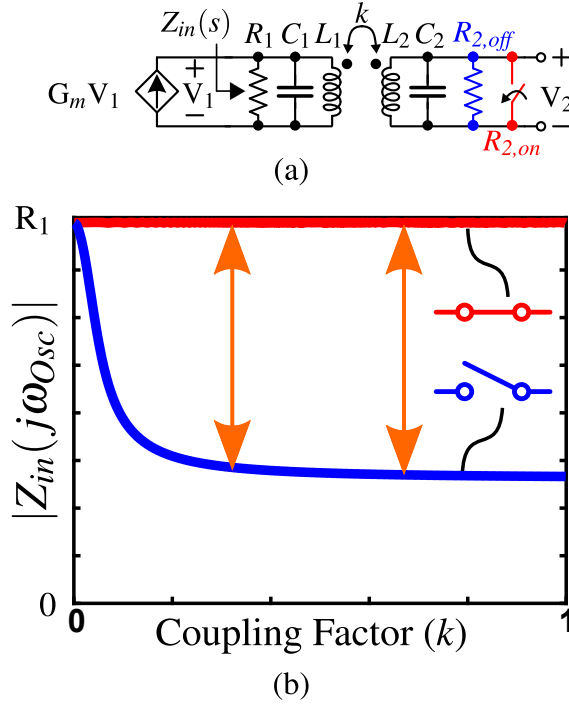 Z_in(s) R_1 C_1 L_1 k L_2 C_2 R_2,off
+ +
G_mV_1 V_1 V_2
−
R_2,on
(a)
R_1
|Z_in(jω_Osc)|
0
0 1
Coupling Factor (k)
(b)